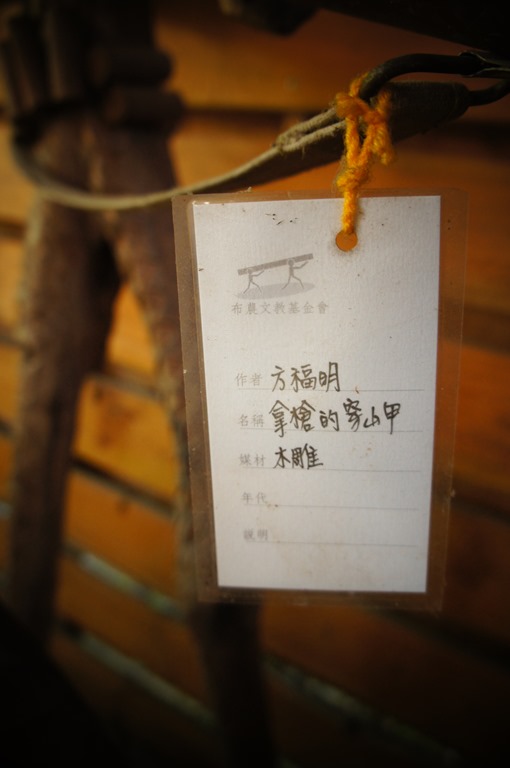 布農文教基金會
作者 方福明
名稱 拿槍的穿山甲
媒材 木雕
年代
說明